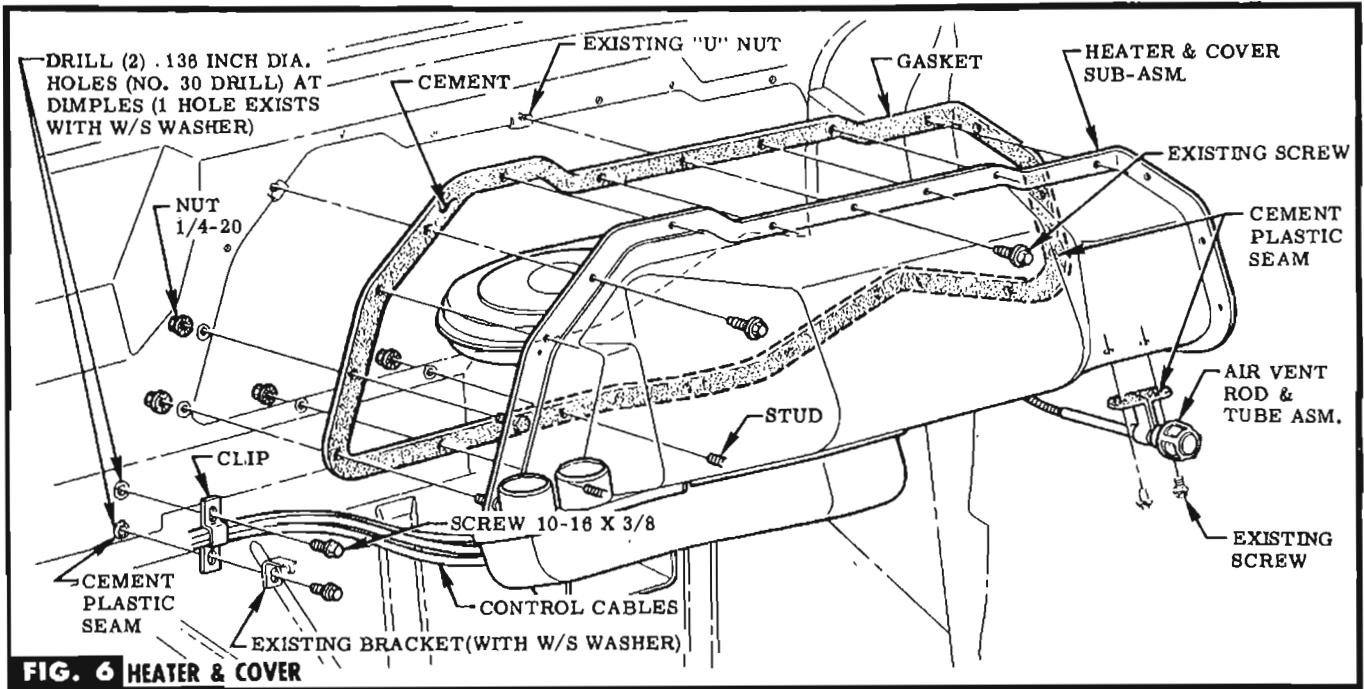 DRILL (2) .136 INCH DIA.
HOLES (NO. 30 DRILL) AT
DIMPLES (1 HOLE EXISTS
WITH W/S WASHER)
CEMENT
EXISTING "U" NUT
GASKET
HEATER & COVER
SUB-ASM.
EXISTING SCREW
NUT
1/4-20
CEMENT
PLASTIC
SEAM
AIR VENT
ROD &
TUBE ASM.
STUD
CLIP
SCREW 10-16 X 3/8
EXISTING
SCREW
CEMENT
PLASTIC
SEAM
CONTROL CABLES
EXISTING BRACKET(WITH W/S WASHER)
FIG. 6 HEATER & COVER